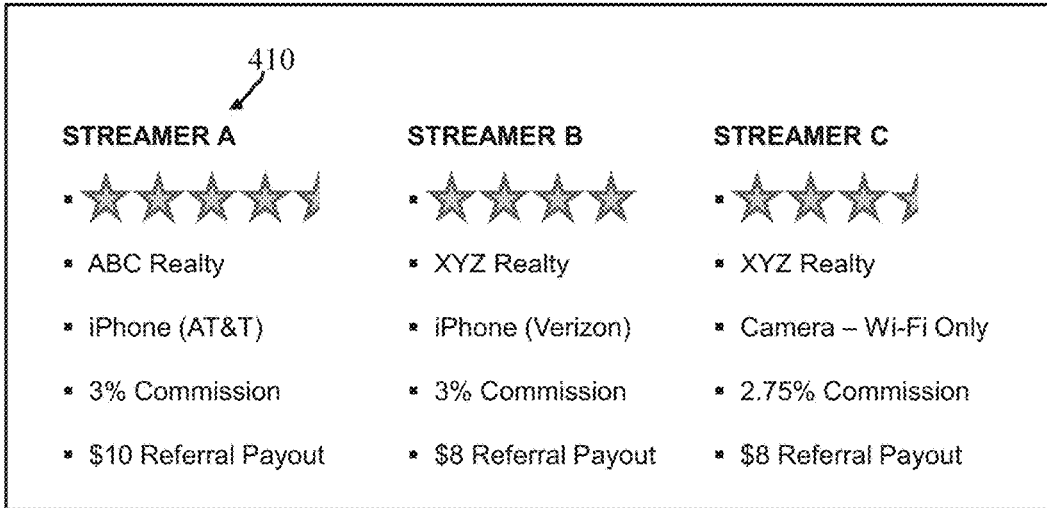 410
STREAMER A STREAMER B STREAMER C
▪ ABC Realty ▪ XYZ Realty ▪ XYZ Realty
▪ iPhone (AT&T) ▪ iPhone (Verizon) ▪ Camera – Wi-Fi Only
▪ 3% Commission ▪ 3% Commission ▪ 2.75% Commission
▪ $10 Referral Payout ▪ $8 Referral Payout ▪ $8 Referral Payout